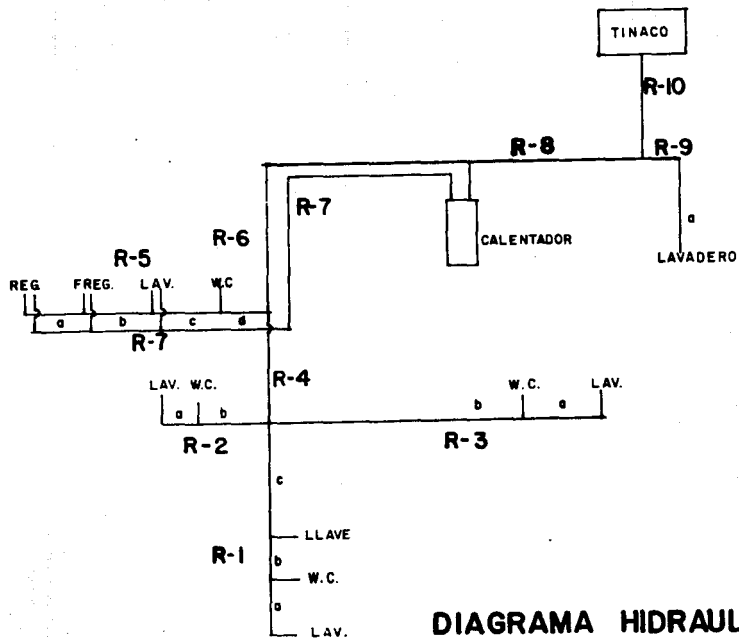 TINACO
R-10
R-8
R-9
R-7
R-6
CALENTADOR
a
LAVADERO
R-5
REG.
FREG.
LAV.
W.C
a
b
c
d
R-7
R-4
LAV. W.C.
a
b
R-2
W.C.
LAV.
b
a
R-3
c
LLAVE
R-1
b
W.C.
a
LAV.
DIAGRAMA HIDRAUL